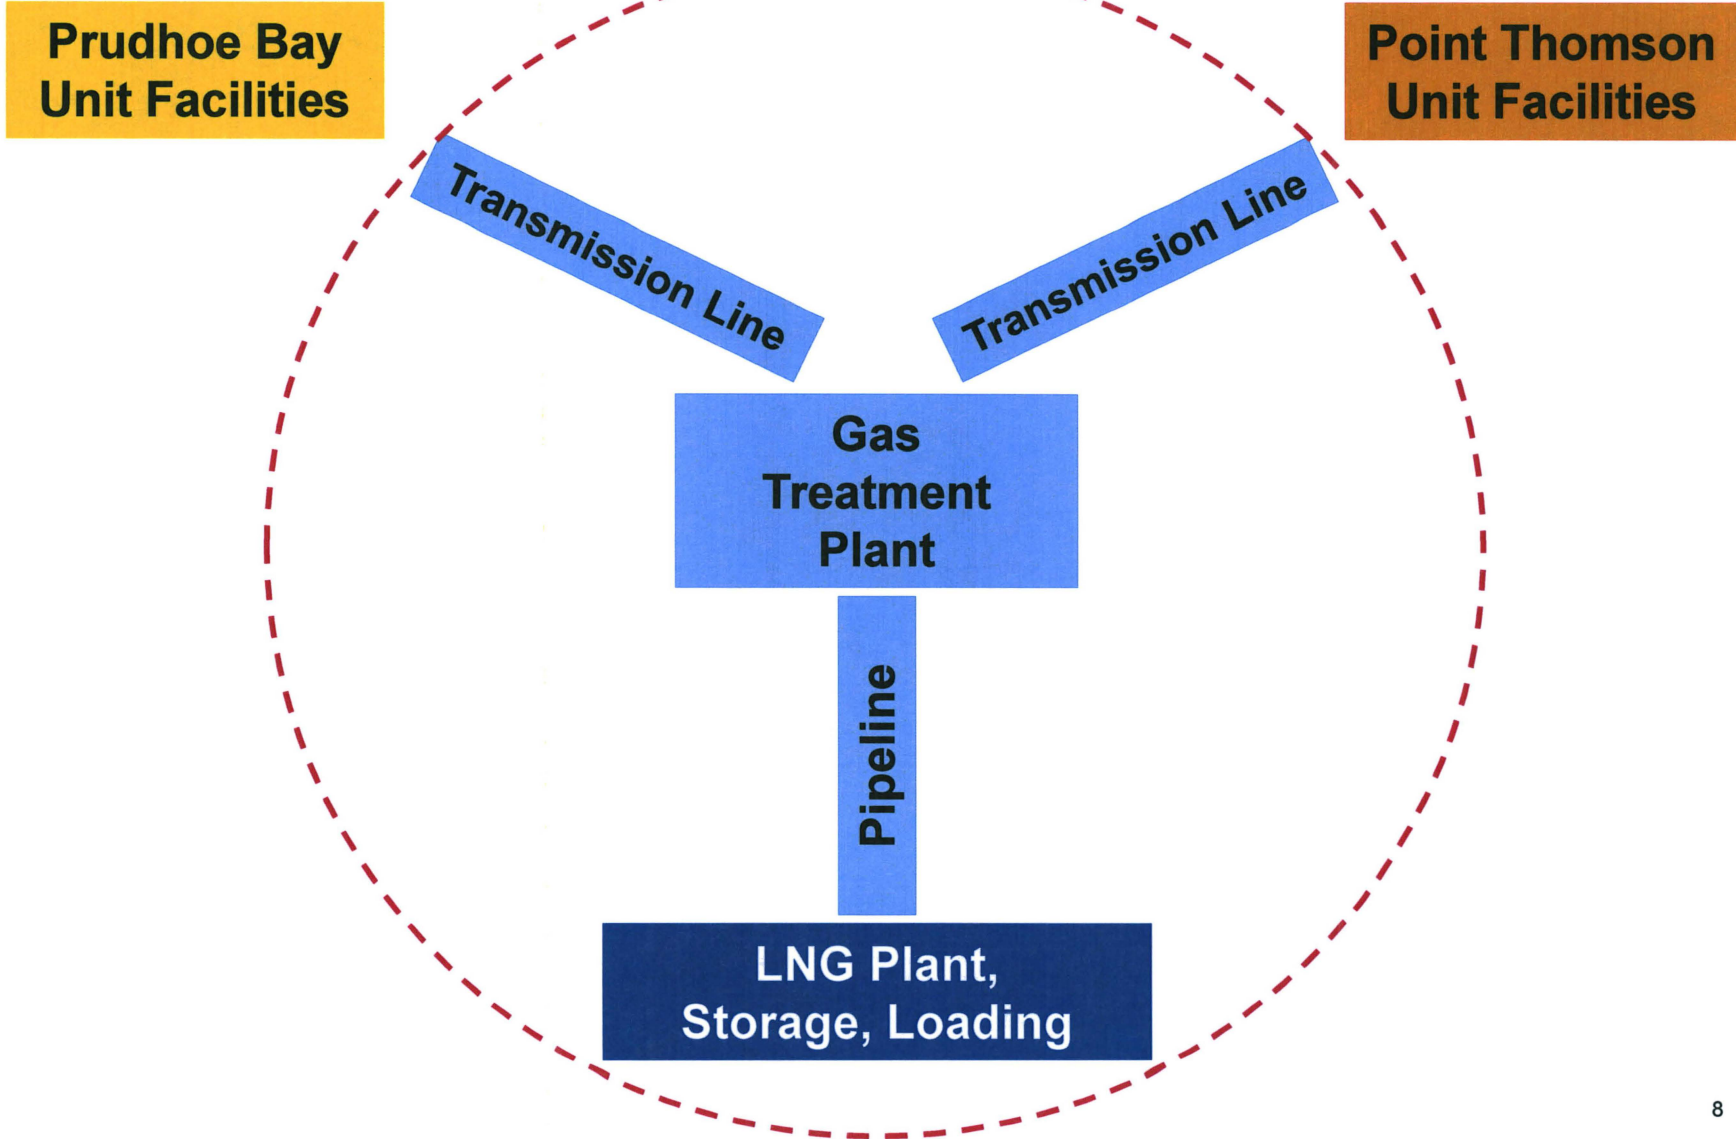 Prudhoe Bay
Unit Facilities
Point Thomson
Unit Facilities
Transmission Line
Transmission Line
Gas
Treatment
Plant
Pipeline
LNG Plant,
Storage, Loading
8